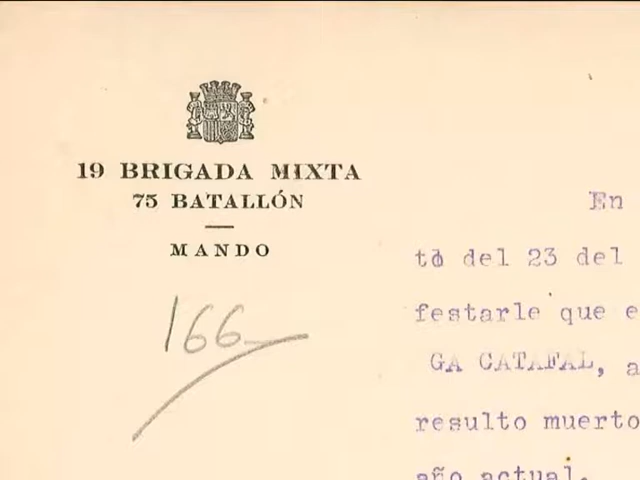 19 BRIGADA MIXTA
75 BATALLÓN
MANDO
166
En
tò del 23 del
festarle que e
GA CATAFAL, a
resulto muerto
año actual.